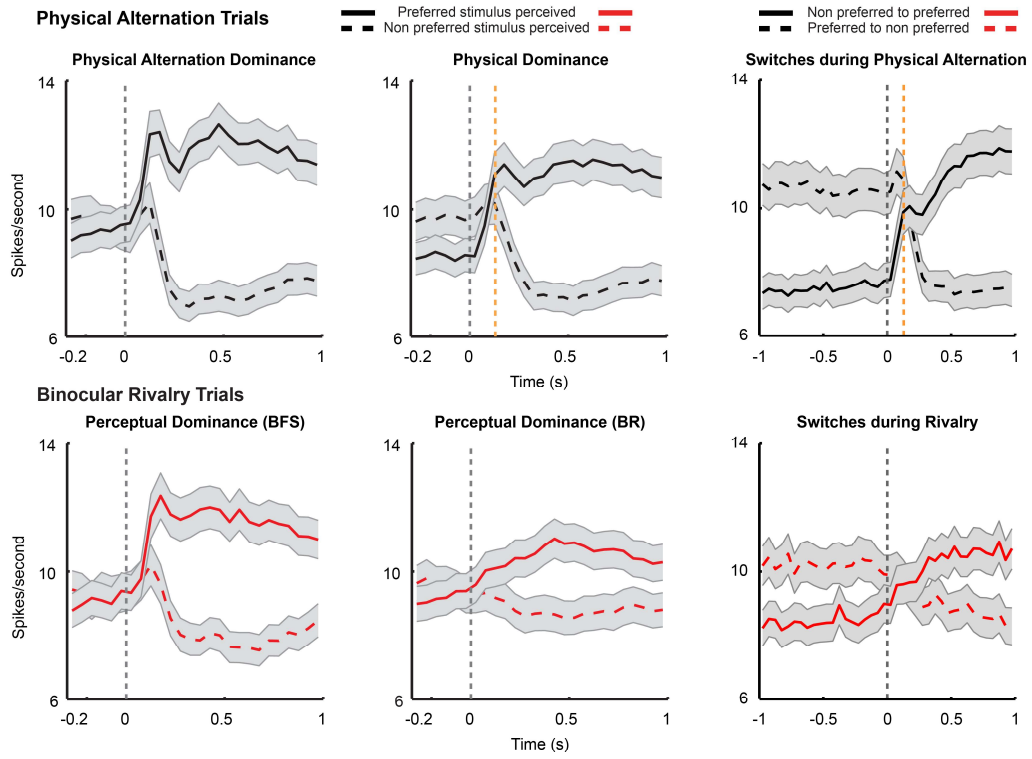 Physical Alternation Trials
Preferred stimulus perceived
Non preferred stimulus perceived
Non preferred to preferred
Preferred to non preferred
Physical Alternation Dominance
Physical Dominance
Switches during Physical Alternation
14
10
6
Spikes/second
-0.2
0
0.5
1
14
10
6
-0.2
0
0.5
1
Time (s)
14
10
6
-1
-0.5
0
0.5
1
Binocular Rivalry Trials
Perceptual Dominance (BFS)
Perceptual Dominance (BR)
Switches during Rivalry
14
10
6
Spikes/second
-0.2
0
0.5
1
14
10
6
-0.2
0
0.5
1
Time (s)
14
10
6
-1
-0.5
0
0.5
1